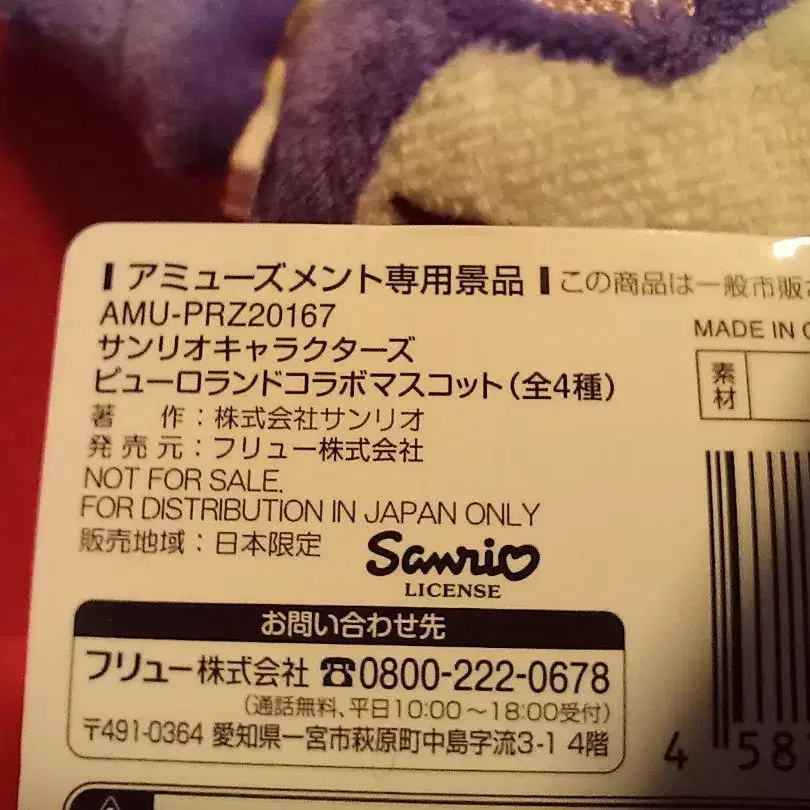 アミューズメント専用景品 この商品は一般市販
AMU-PRZ20167
サンリオキャラクターズ
ピューロランドコラボマスコット(全4種)
著 作:株式会社サンリオ
発売元:フリュー株式会社
NOT FOR SALE.
FOR DISTRIBUTION IN JAPAN ONLY
販売地域:日本限定
Sanrio
LICENSE
お問い合わせ先
フリュー株式会社 ☎0800-222-0678
(通話無料、平日10:00~18:00受付)
〒491-0364 愛知県一宮市萩原町中島字流3-1 4階
MADE IN
素材
4 58